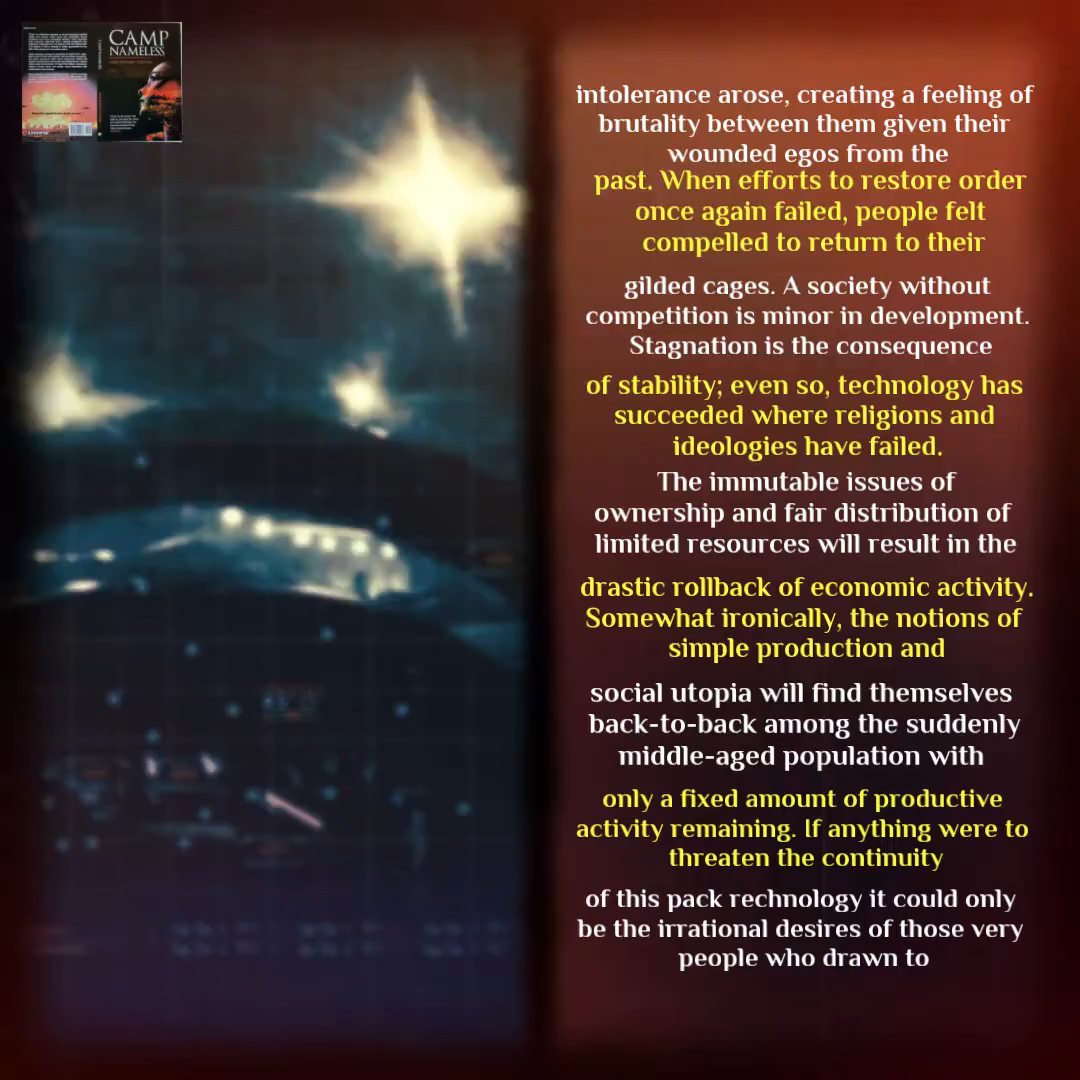 CAMP
NAMELESS
intolerance arose, creating a feeling of
brutality between them given their
wounded egos from the
past. When efforts to restore order
once again failed, people felt
compelled to return to their
gilded cages. A society without
competition is minor in development.
Stagnation is the consequence
of stability; even so, technology has
succeeded where religions and
ideologies have failed.
The immutable issues of
ownership and fair distribution of
limited resources will result in the
drastic rollback of economic activity.
Somewhat ironically, the notions of
simple production and
social utopia will find themselves
back-to-back among the suddenly
middle-aged population with
only a fixed amount of productive
activity remaining. If anything were to
threaten the continuity
of this pack rechnology it could only
be the irrational desires of those very
people who drawn to